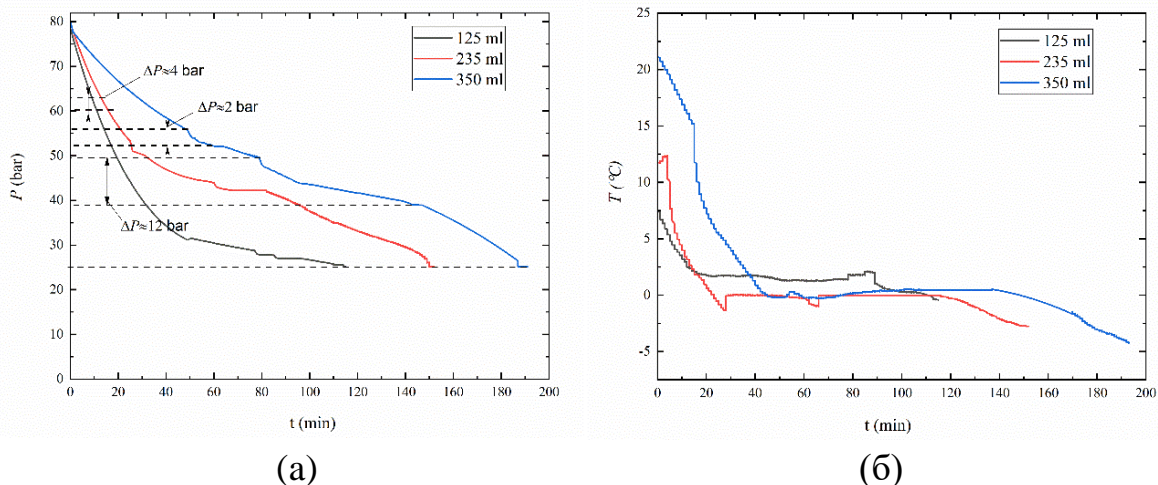 80
70
60
50
40
30
20
10
0
P (bar)
ΔP≈4 bar
ΔP≈2 bar
ΔP≈12 bar
125 ml
235 ml
350 ml
0 20 40 60 80 100 120 140 160 180 200
t (min)
(а)
25
20
15
10
5
0
-5
T (°C)
125 ml
235 ml
350 ml
0 20 40 60 80 100 120 140 160 180 200
t (min)
(б)